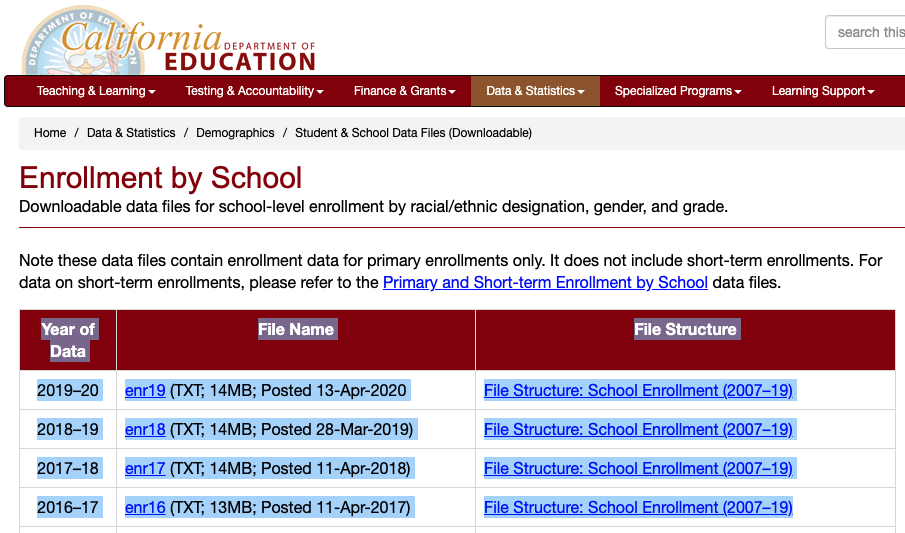 DEPARTMENT OF EDUCATION
California DEPARTMENT OF
EDUCATION
search this
Teaching & Learning Testing & Accountability Finance & Grants Data & Statistics Specialized Programs Learning Support
Home / Data & Statistics / Demographics / Student & School Data Files (Downloadable)
Enrollment by School
Downloadable data files for school-level enrollment by racial/ethnic designation, gender, and grade.
Note these data files contain enrollment data for primary enrollments only. It does not include short-term enrollments. For
data on short-term enrollments, please refer to the Primary and Short-term Enrollment by School data files.
Year of Data File Name File Structure
2019–20 enr19 (TXT; 14MB; Posted 13-Apr-2020 File Structure: School Enrollment (2007–19)
2018–19 enr18 (TXT; 14MB; Posted 28-Mar-2019) File Structure: School Enrollment (2007–19)
2017–18 enr17 (TXT; 14MB; Posted 11-Apr-2018) File Structure: School Enrollment (2007–19)
2016–17 enr16 (TXT; 13MB; Posted 11-Apr-2017) File Structure: School Enrollment (2007–19)